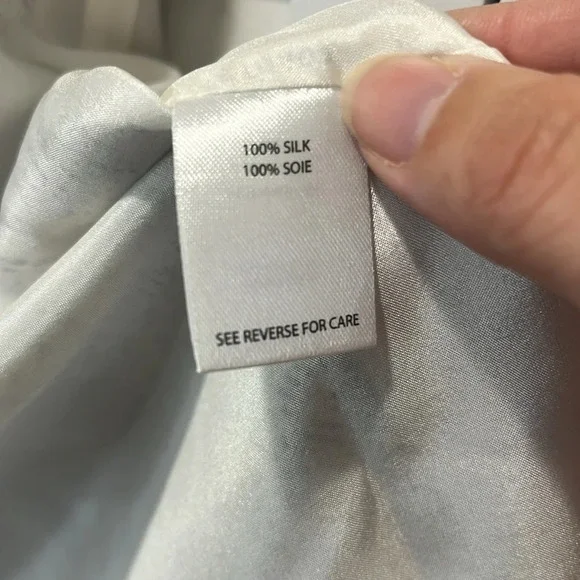 100% SILK
100% SOIE
SEE REVERSE FOR CARE